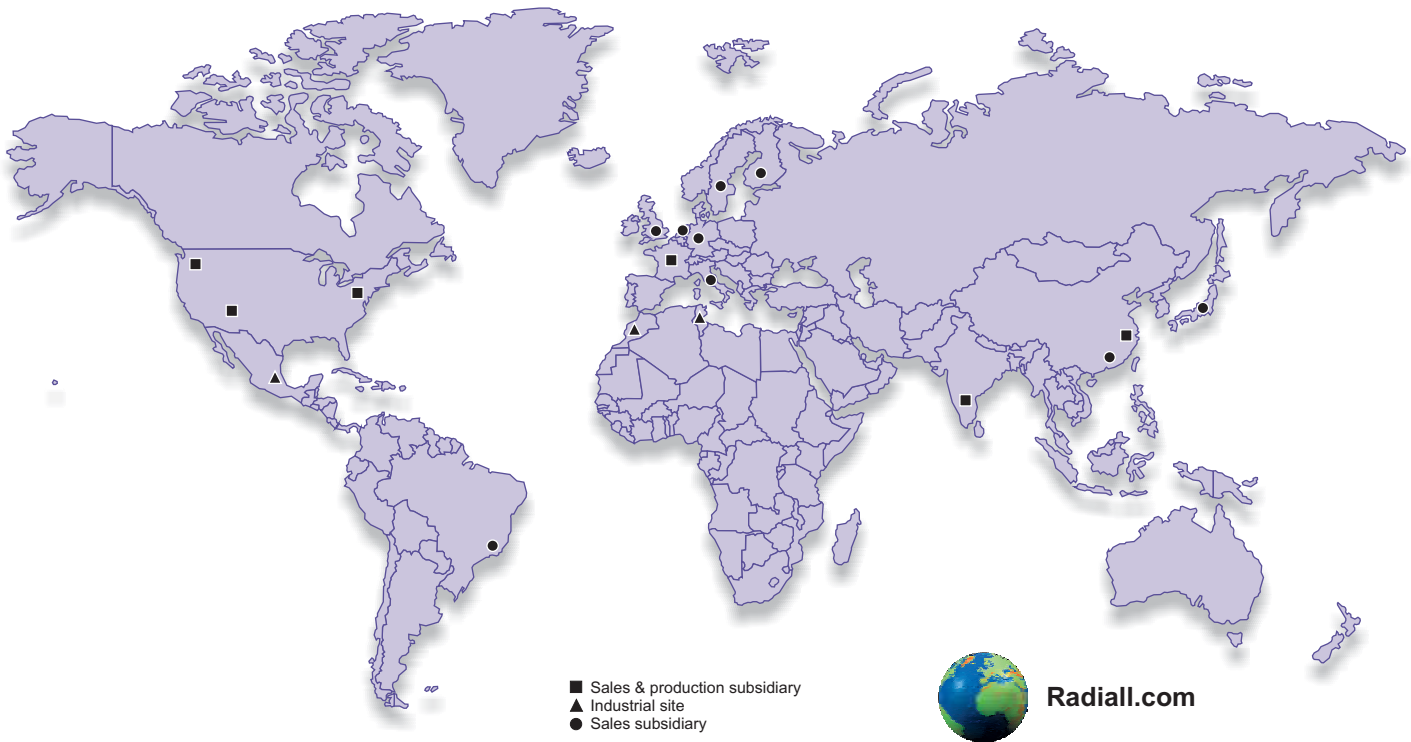 Sales & production subsidiary
Industrial site
Sales subsidiary
Radiall.com